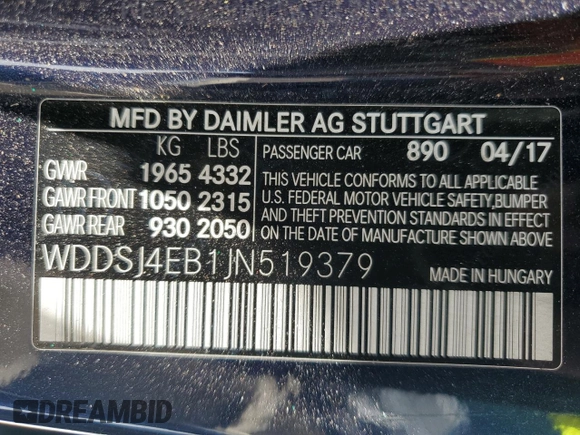 MFD BY DAIMLER AG STUTTGART
KG LBS
GVWR 1965 4332
GAWR FRONT 1050 2315
GAWR REAR 930 2050
PASSENGER CAR 890 04/17
THIS VEHICLE CONFORMS TO ALL APPLICABLE
U.S. FEDERAL MOTOR VEHICLE SAFETY,BUMPER
AND THEFT PREVENTION STANDARDS IN EFFECT
ON THE DATE OF MANUFACTURE SHOWN ABOVE.
WDDSJ4EB1JN519379
MADE IN HUNGARY
DREAMBID